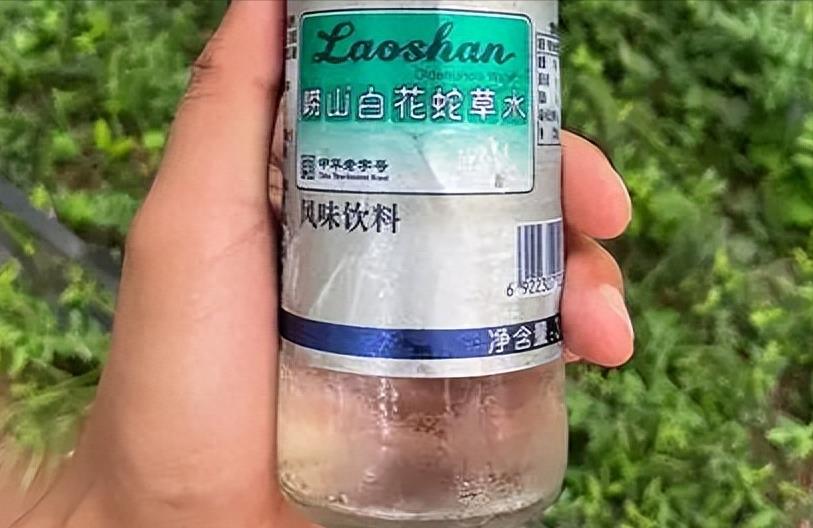 Laoshan
崂山白花蛇草水
中华老字号
China Time-honored Brand
风味饮料
6 922307
净含量